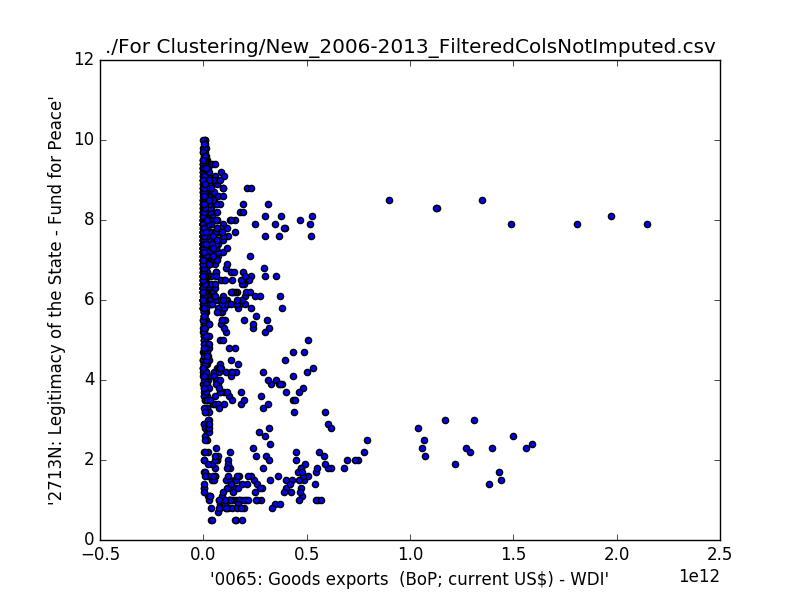 ./For Clustering/New_2006-2013_FilteredColsNotImputed.csv
12
10
8
6
4
2
0
'2713N: Legitimacy of the State - Fund for Peace'
−0.5 0.0 0.5 1.0 1.5 2.0 2.5
1e12
'0065: Goods exports  (BoP; current US$) - WDI'